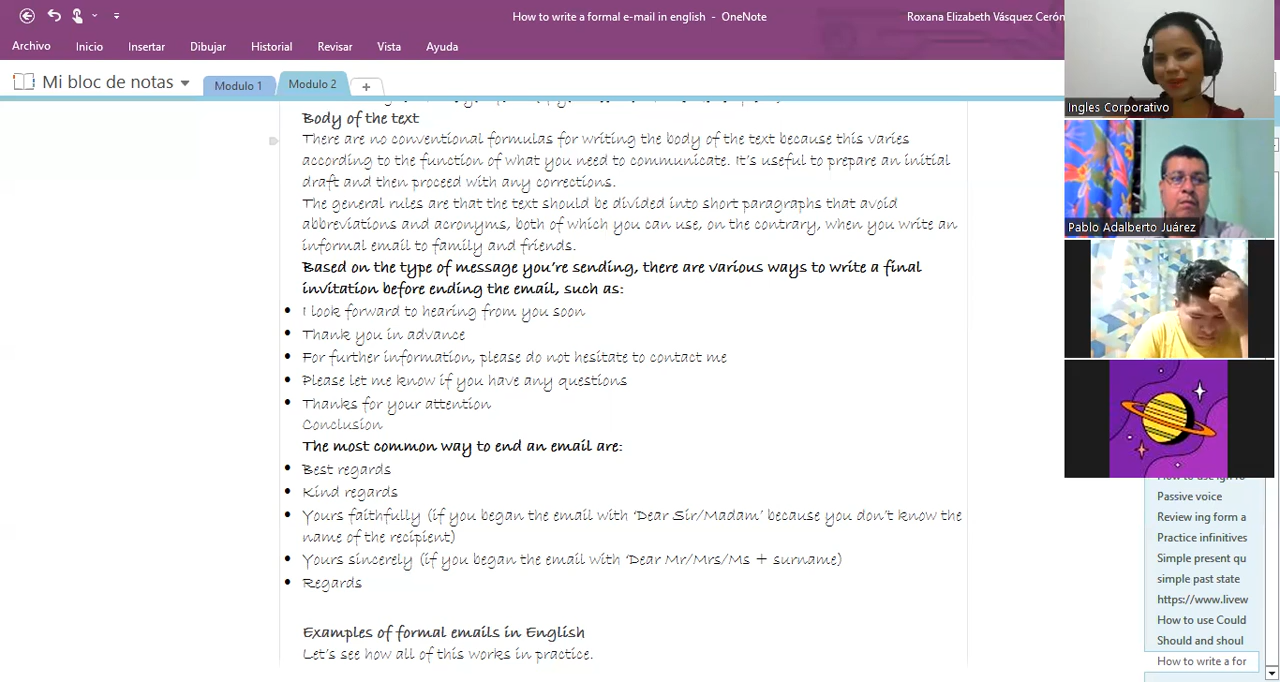 How to write a formal e-mail in english - OneNote
Roxana Elizabeth Vásquez Cerón
Archivo Inicio Insertar Dibujar Historial Revisar Vista Ayuda
Mi bloc de notas Modulo 1 Modulo 2 +
Body of the text
There are no conventional formulas for writing the body of the text because this varies
according to the function of what you need to communicate. It's useful to prepare an initial
draft and then proceed with any corrections.
The general rules are that the text should be divided into short paragraphs that avoid
abbreviations and acronyms, both of which you can use, on the contrary, when you write an
informal email to family and friends.
Based on the type of message you're sending, there are various ways to write a final
invitation before ending the email, such as:
• I look forward to hearing from you soon
• Thank you in advance
• For further information, please do not hesitate to contact me
• Please let me know if you have any questions
• Thanks for your attention
Conclusion
The most common way to end an email are:
• Best regards
• Kind regards
• Yours faithfully (if you began the email with 'Dear Sir/Madam' because you don't know the
name of the recipient)
• Yours sincerely (if you began the email with 'Dear Mr/Mrs/Ms + surname)
• Regards
Examples of formal emails in English
Let's see how all of this works in practice.
Ingles Corporativo
Pablo Adalberto Juárez
Passive voice
Review ing form a
Practice infinitives
Simple present qu
simple past state
https://www.livew
How to use Could
Should and shoul
How to write a for